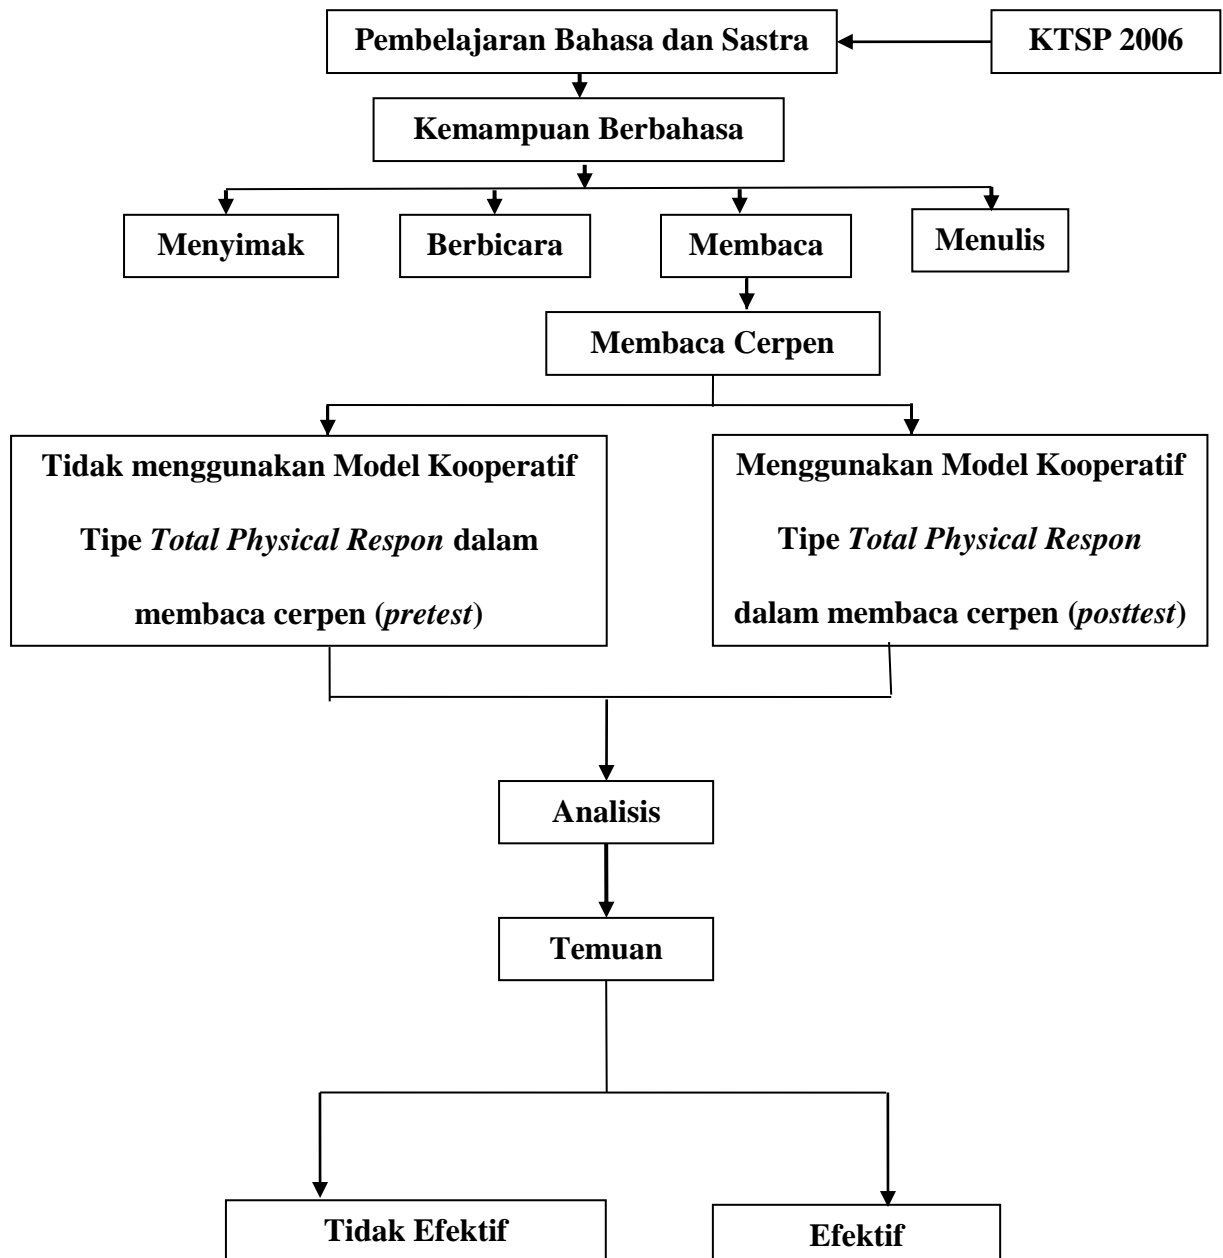 Pembelajaran Bahasa dan Sastra
KTSP 2006
Kemampuan Berbahasa
Menyimak
Berbicara
Membaca
Menulis
Membaca Cerpen
Tidak menggunakan Model Kooperatif
Tipe Total Physical Respon dalam
membaca cerpen (pretest)
Menggunakan Model Kooperatif
Tipe Total Physical Respon
dalam membaca cerpen (posttest)
Analisis
Temuan
Tidak Efektif
Efektif